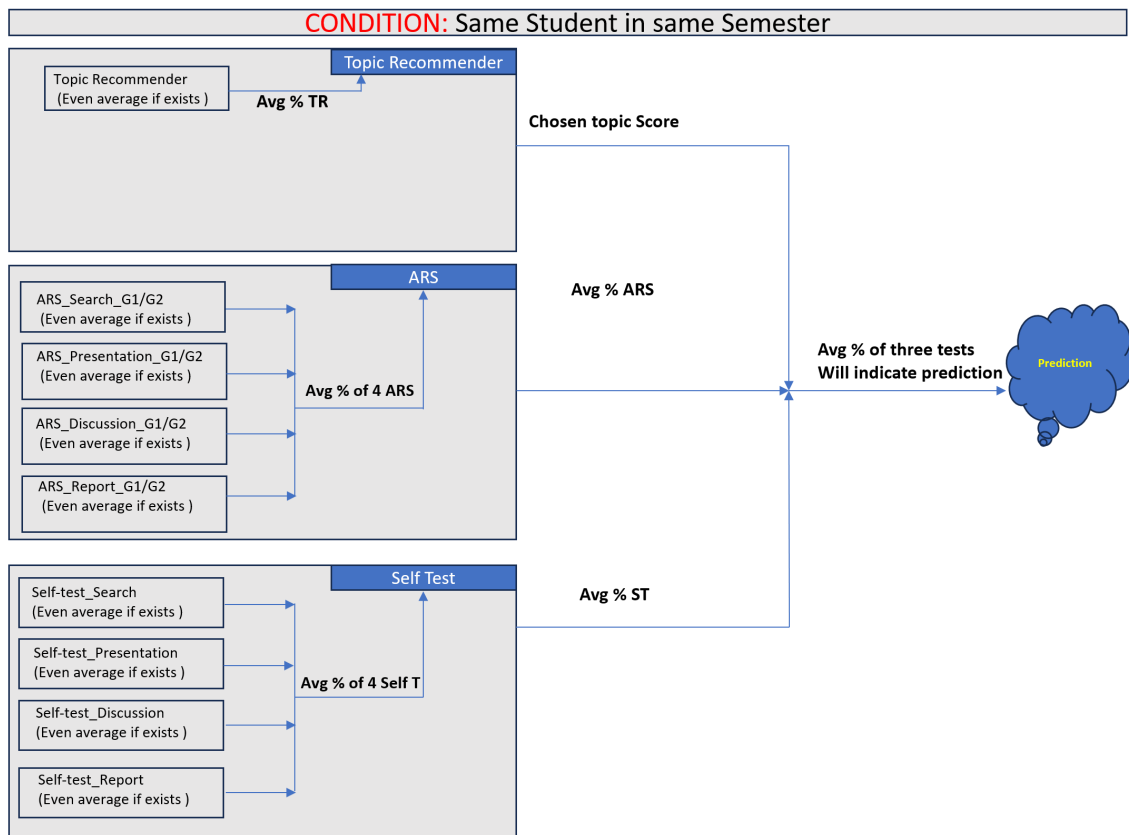 CONDITION: Same Student in same Semester
Topic Recommender
Topic Recommender
(Even average if exists )
Avg % TR
Chosen topic Score
ARS
ARS_Search_G1/G2
(Even average if exists )
ARS_Presentation_G1/G2
(Even average if exists )
ARS_Discussion_G1/G2
(Even average if exists )
ARS_Report_G1/G2
(Even average if exists )
Avg % of 4 ARS
Avg % ARS
Avg % of three tests
Will indicate prediction
Prediction
Self Test
Self-test_Search
(Even average if exists )
Self-test_Presentation
(Even average if exists )
Self-test_Discussion
(Even average if exists )
Self-test_Report
(Even average if exists )
Avg % of 4 Self T
Avg % ST